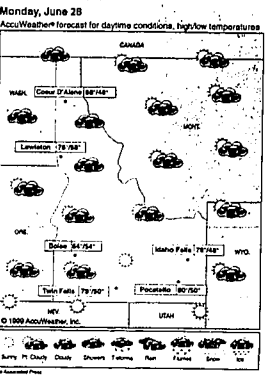 Monday, June 28
AccuWeather® forecast for daytime conditions, high/low temperatures
CANADA
WASH.
Coeur D'Alene 68°/48°
MONT.
Lewiston 78°/58°
ORE.
Boise 84°/54°
Idaho Falls 78°/48°
WYO.
Twin Falls 79°/50°
Pocatello 80°/50°
NEV.
UTAH
© 1999 AccuWeather, Inc.
Sunny Pt. Cloudy Cloudy Showers T-storms Rain Flurries Snow Ice
Associated Press